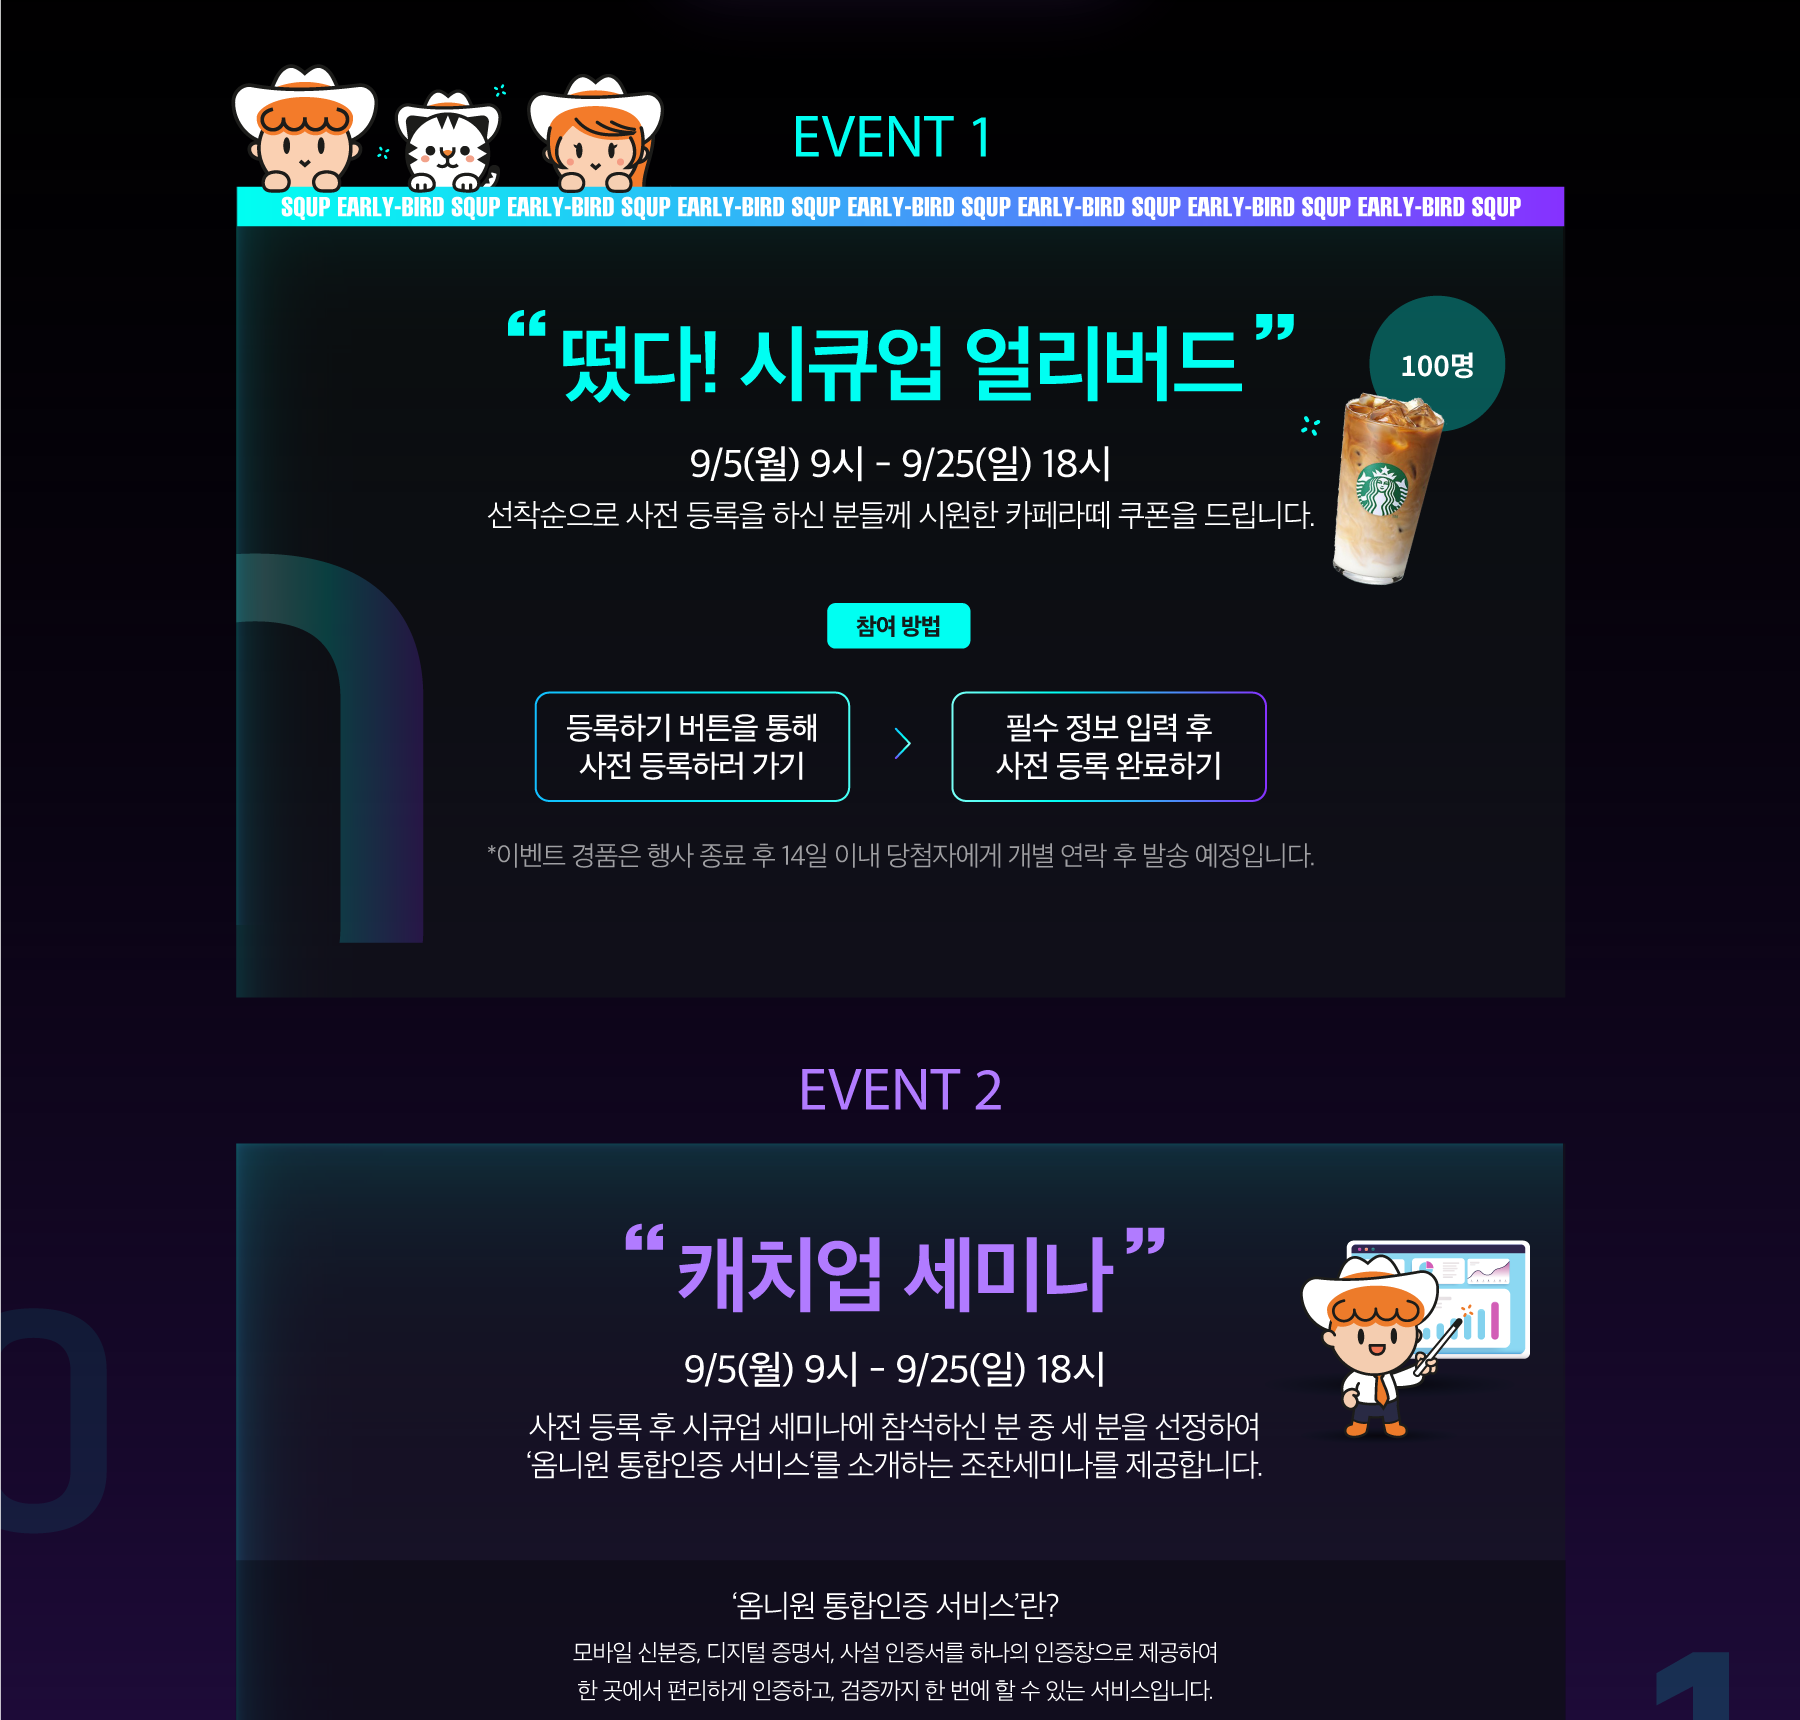 EVENT 1
SQUP EARLY-BIRD SQUP EARLY-BIRD SQUP EARLY-BIRD SQUP EARLY-BIRD SQUP EARLY-BIRD SQUP EARLY-BIRD SQUP EARLY-BIRD SQUP
“떴다! 시큐업 얼리버드”
100명
9/5(월) 9시 - 9/25(일) 18시
선착순으로 사전 등록을 하신 분들께 시원한 카페라떼 쿠폰을 드립니다.
참여 방법
등록하기 버튼을 통해
사전 등록하러 가기
>
필수 정보 입력 후
사전 등록 완료하기
*이벤트 경품은 행사 종료 후 14일 이내 당첨자에게 개별 연락 후 발송 예정입니다.
EVENT 2
“캐치업 세미나”
9/5(월) 9시 - 9/25(일) 18시
사전 등록 후 시큐업 세미나에 참석하신 분 중 세 분을 선정하여
‘옴니원 통합인증 서비스‘를 소개하는 조찬세미나를 제공합니다.
‘옴니원 통합인증 서비스’란?
모바일 신분증, 디지털 증명서, 사설 인증서를 하나의 인증창으로 제공하여
한 곳에서 편리하게 인증하고, 검증까지 한 번에 할 수 있는 서비스입니다.
0
1